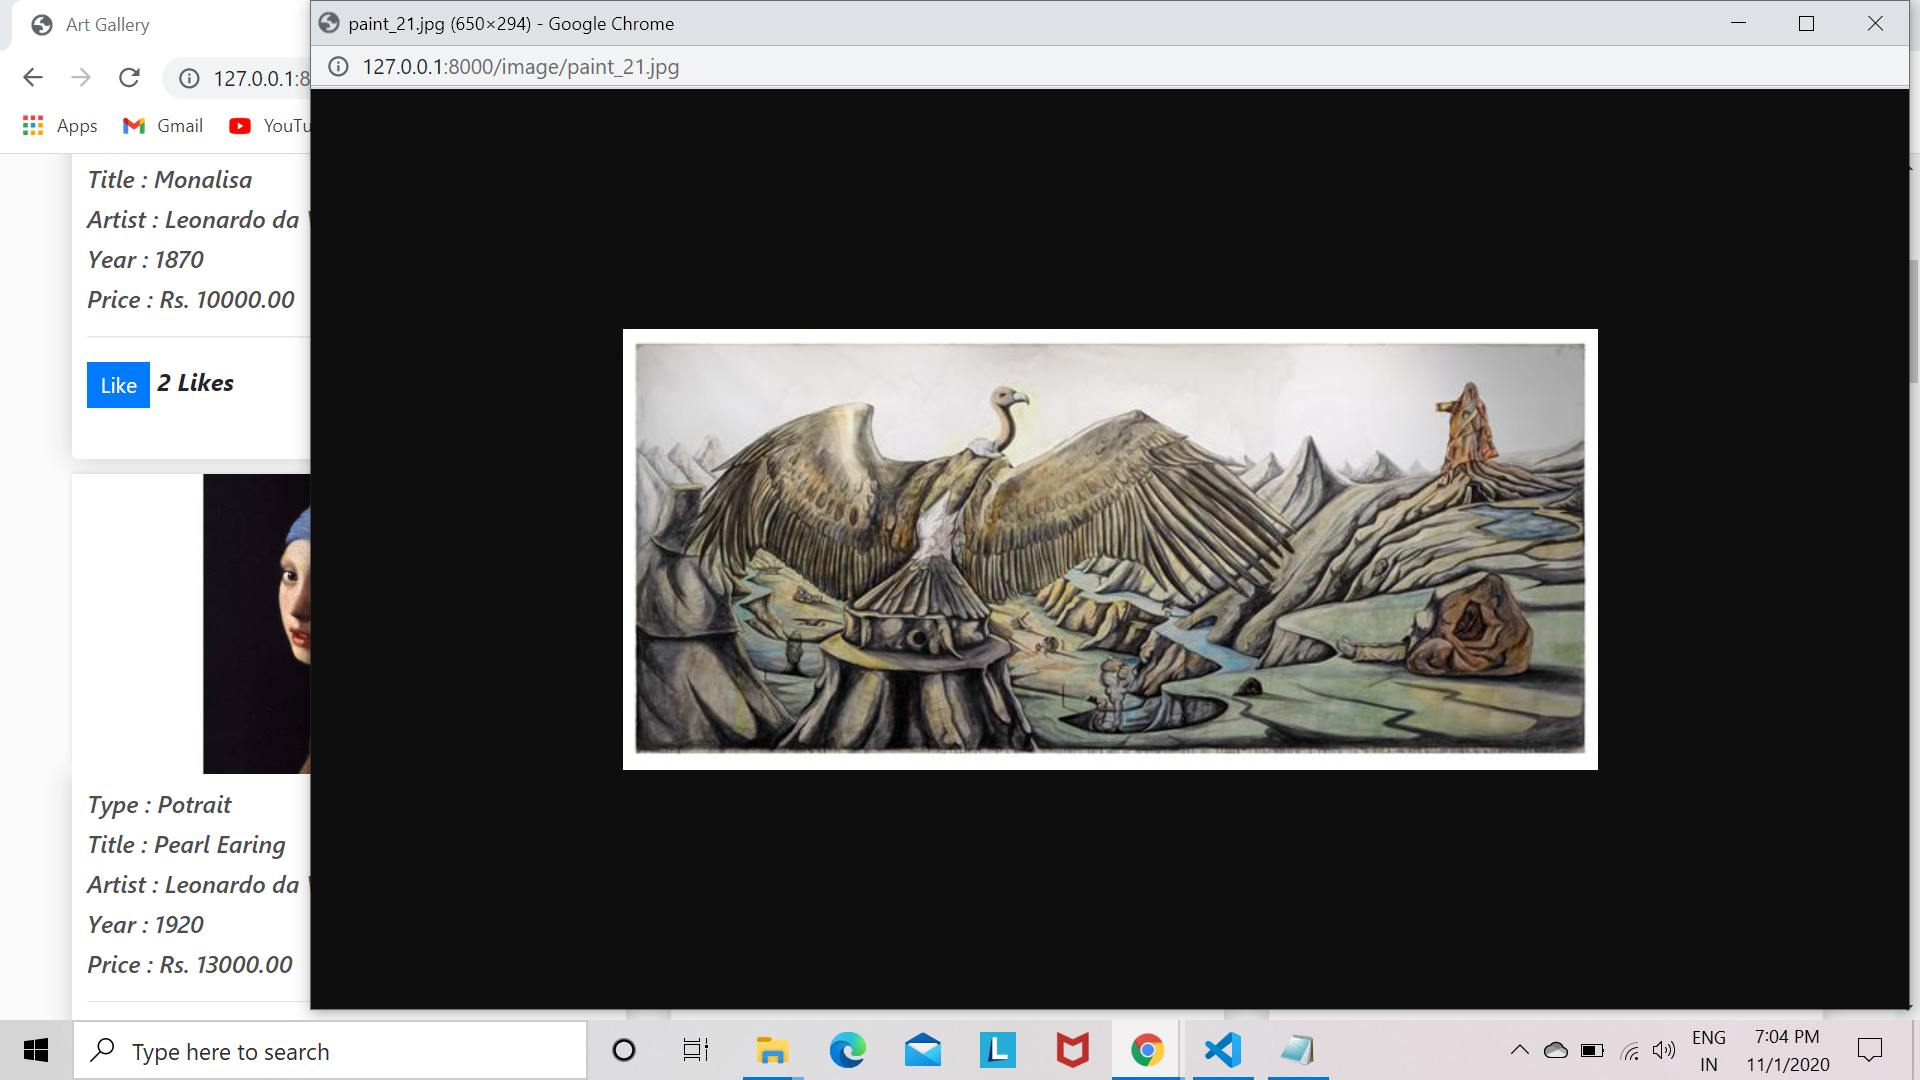 Art Gallery
paint_21.jpg (650×294) - Google Chrome
127.0.0.1:8
127.0.0.1:8000/image/paint_21.jpg
Apps
Gmail
YouTu
Title : Monalisa
Artist : Leonardo da
Year : 1870
Price : Rs. 10000.00
Like
2 Likes
Type : Potrait
Title : Pearl Earing
Artist : Leonardo da
Year : 1920
Price : Rs. 13000.00
Type here to search
L
ENG
IN
7:04 PM
11/1/2020